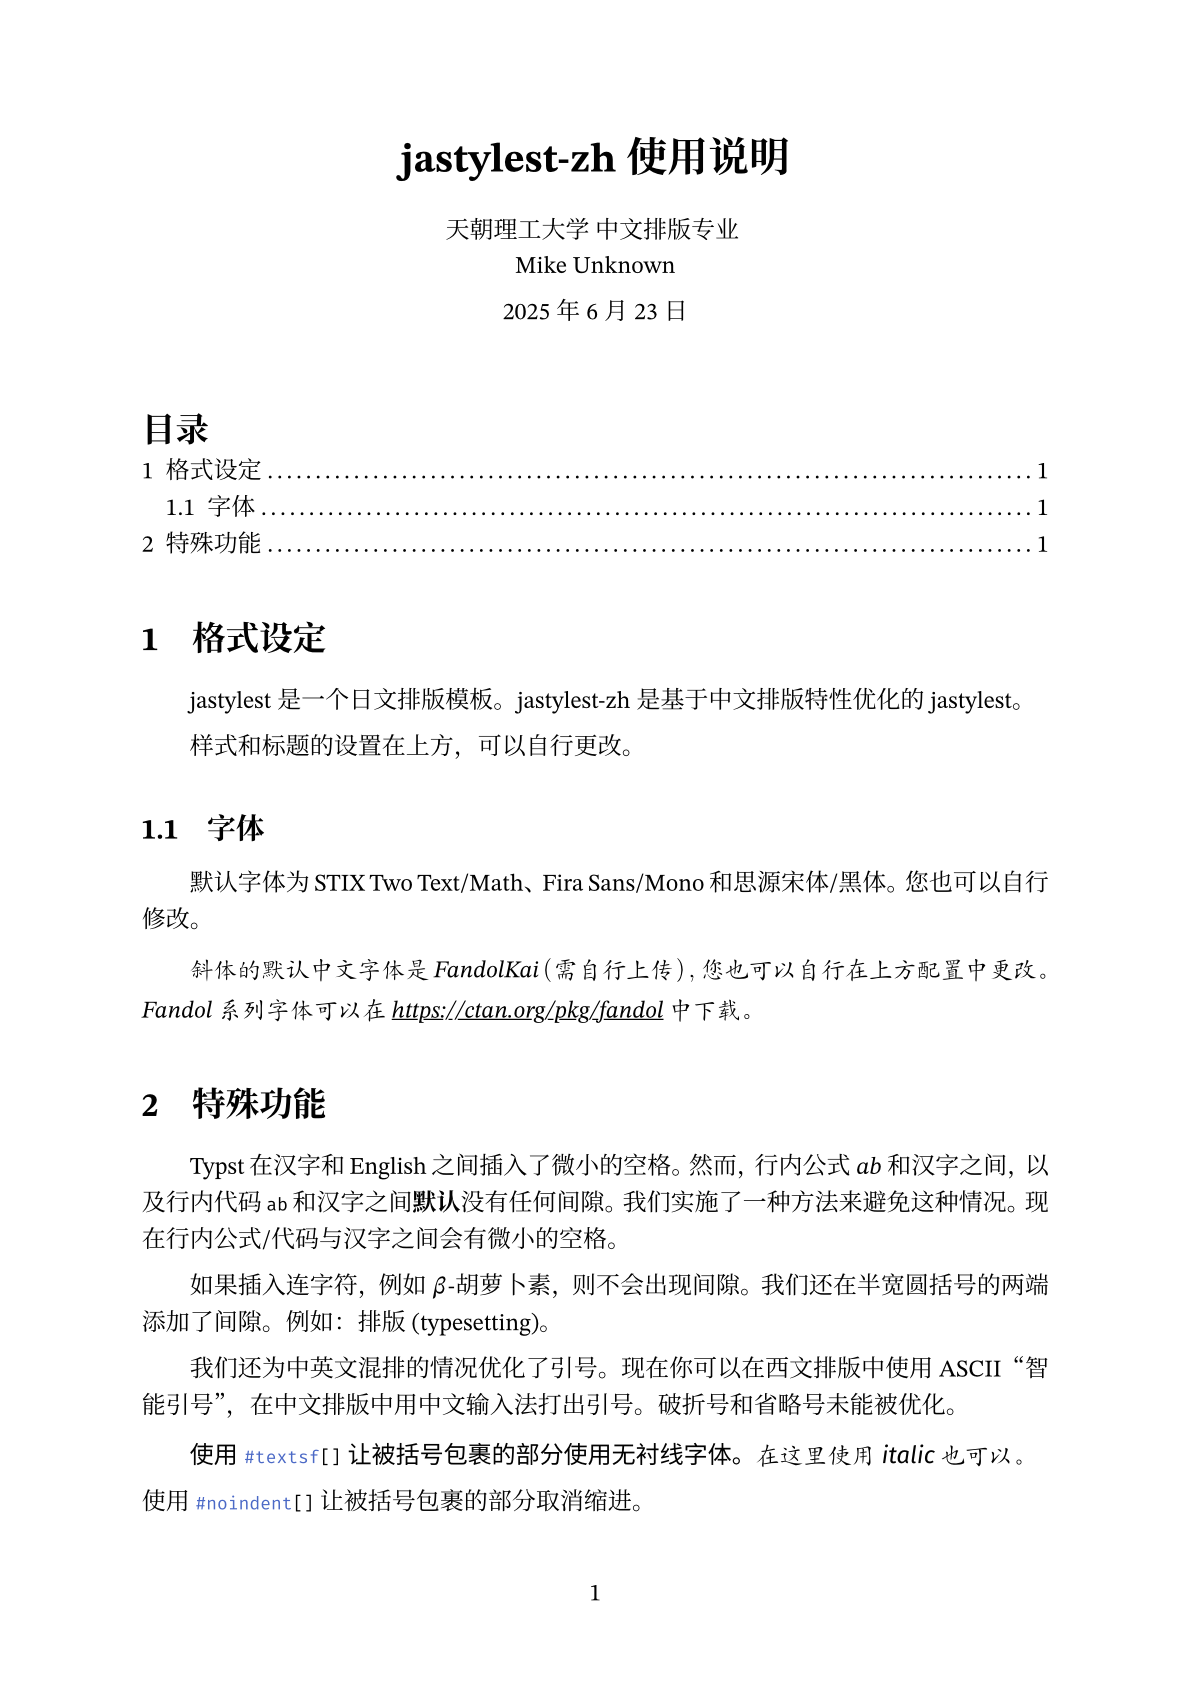 jastylest-zh 使用说明
天朝理工大学 中文排版专业
Mike Unknown
2025 年 6 月 23 日
目录
1 格式设定 ................................................................ 1
1.1 字体 ................................................................ 1
2 特殊功能 ................................................................ 1
1 格式设定
jastylest 是一个日文排版模板。jastylest-zh 是基于中文排版特性优化的 jastylest。
样式和标题的设置在上方，可以自行更改。
1.1 字体
默认字体为 STIX Two Text/Math、Fira Sans/Mono 和思源宋体/黑体。您也可以自行
修改。
斜体的默认中文字体是 FandolKai（需自行上传），您也可以自行在上方配置中更改。
Fandol 系列字体可以在 https://ctan.org/pkg/fandol 中下载。
2 特殊功能
Typst 在汉字和 English 之间插入了微小的空格。然而，行内公式 ab 和汉字之间，以
及行内代码 ab 和汉字之间默认没有任何间隙。我们实施了一种方法来避免这种情况。现
在行内公式/代码与汉字之间会有微小的空格。
如果插入连字符，例如 β-胡萝卜素，则不会出现间隙。我们还在半宽圆括号的两端
添加了间隙。例如：排版 (typesetting)。
我们还为中英文混排的情况优化了引号。现在你可以在西文排版中使用 ASCII“智
能引号”，在中文排版中用中文输入法打出引号。破折号和省略号未能被优化。
使用 #textsf[] 让被括号包裹的部分使用无衬线字体。在这里使用 italic 也可以。
使用 #noindent[] 让被括号包裹的部分取消缩进。
1